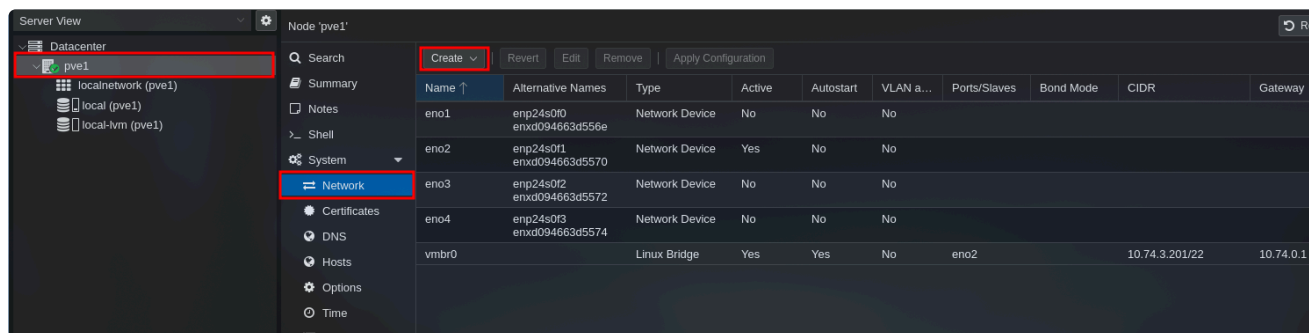 Server View
Datacenter
pve1
localnetwork (pve1)
local (pve1)
local-lvm (pve1)
Node 'pve1'
Search
Summary
Notes
>_ Shell
System
Network
Certificates
DNS
Hosts
Options
Time
Create Revert Edit Remove Apply Configuration
Name ↑ Alternative Names Type Active Autostart VLAN a... Ports/Slaves Bond Mode CIDR Gateway
eno1 enp24s0f0 Network Device No No No
enxd094663d556e
eno2 enp24s0f1 Network Device Yes No No
enxd094663d5570
eno3 enp24s0f2 Network Device No No No
enxd094663d5572
eno4 enp24s0f3 Network Device No No No
enxd094663d5574
vmbr0 Linux Bridge Yes Yes No eno2 10.74.3.201/22 10.74.0.1